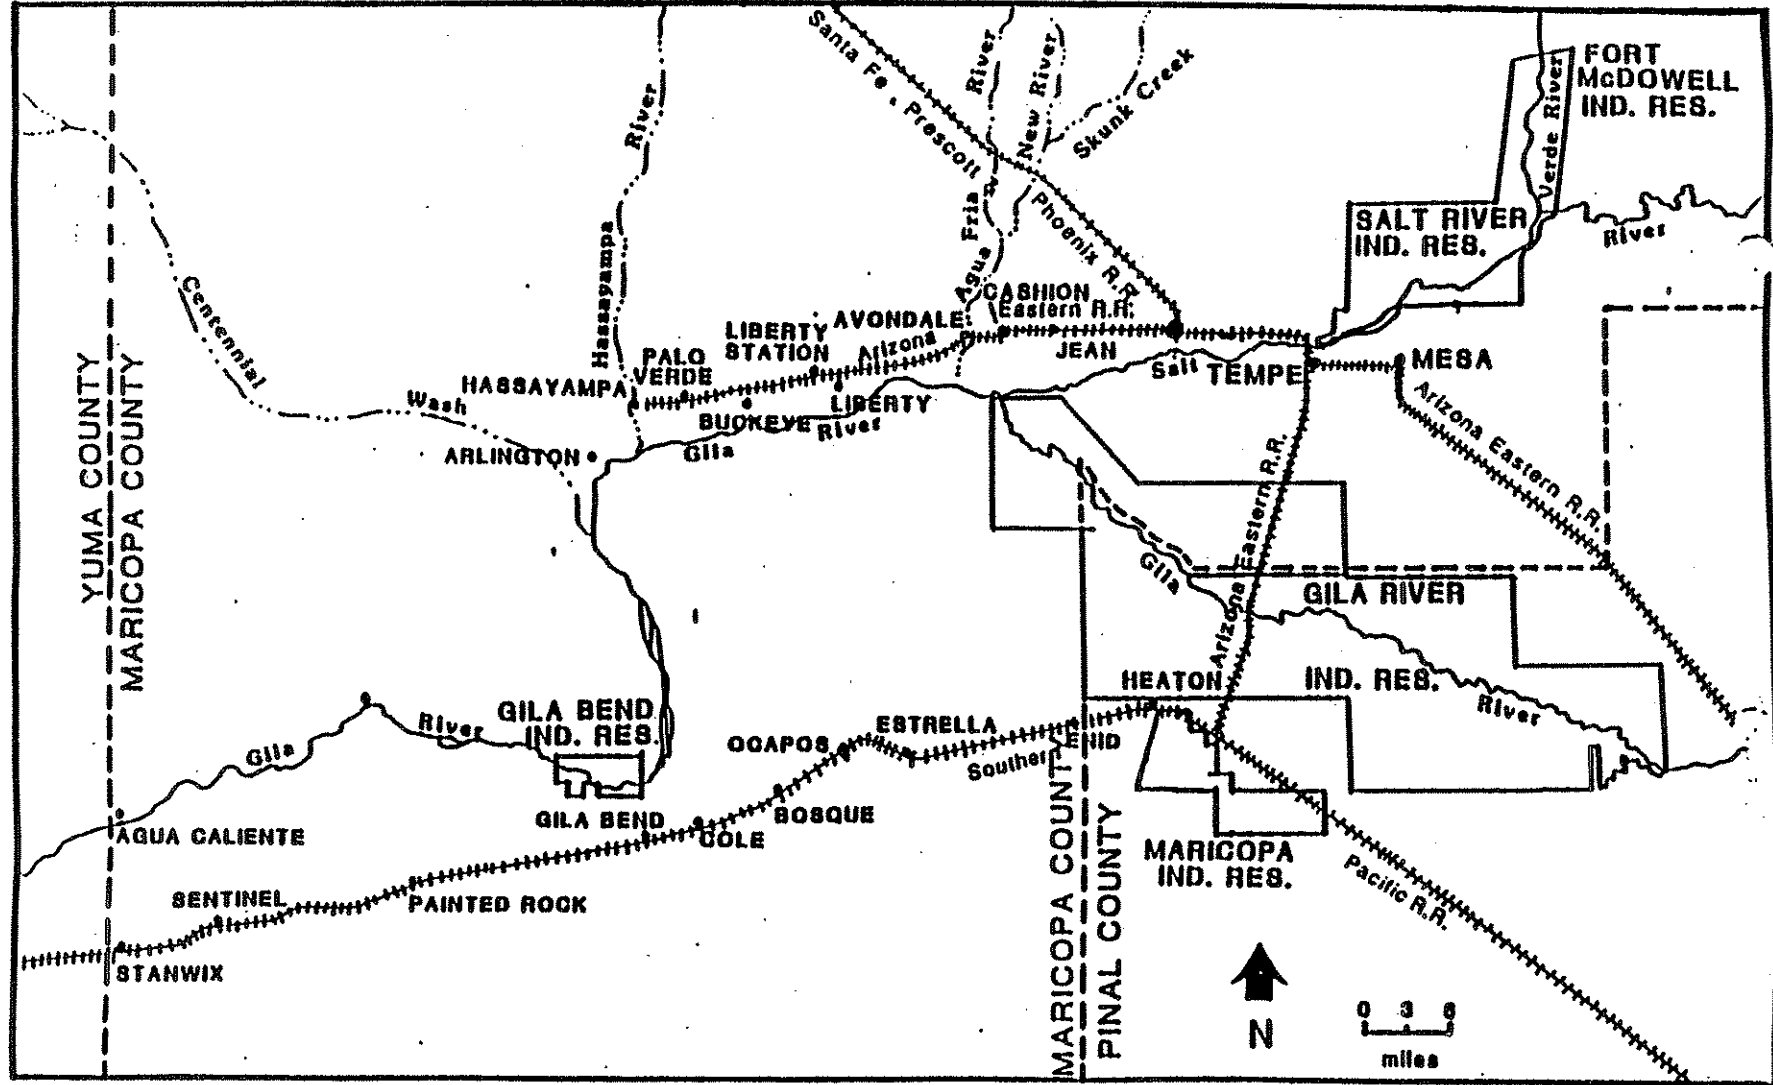 Santa Fe, Prescott
Phoenix R.R.
River
Agua Fria
New River
Skunk Creek
FORT
McDOWELL
IND. RES.
Verde River
SALT RIVER
IND. RES.
River
River
Hassayampa
Centennial
Wash
CASHION
Eastern R.R.
AVONDALE
LIBERTY
STATION
Arizona
JEAN
PALO
VERDE
HASSAYAMPA
Salt
TEMPE
MESA
LIBERTY
BUCKEYE
River
Gila
ARLINGTON
Arizona Eastern R.R.
Arizona Eastern R.R.
YUMA COUNTY
MARICOPA COUNTY
Gila
GILA RIVER
IND. RES.
River
HEATON
GILA BEND
IND. RES.
River
Gila
ESTRELLA
OCAPOS
ENID
Southern
BOSQUE
GILA BEND
COLE
AGUA CALIENTE
MARICOPA
IND. RES.
Pacific R.R.
SENTINEL
PAINTED ROCK
STANWIX
MARICOPA COUNTY
PINAL COUNTY
N
0 3 6
miles